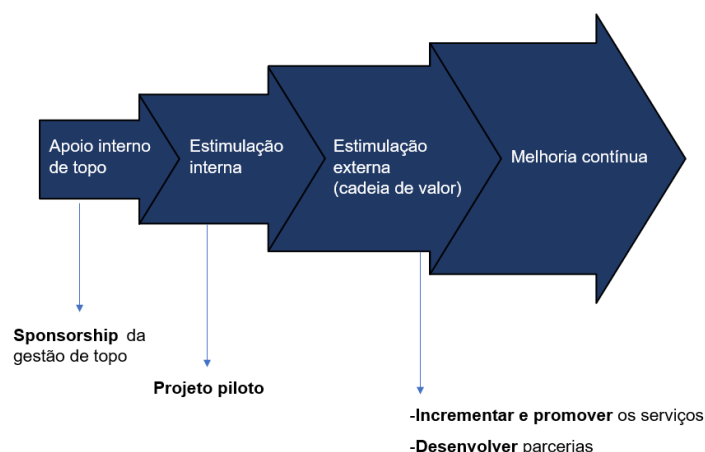 Apoio interno
de topo
Estimulação
interna
Estimulação
externa
(cadeia de valor)
Melhoria contínua
Sponsorship da
gestão de topo
Projeto piloto
-Incrementar e promover os serviços
-Desenvolver parcerias